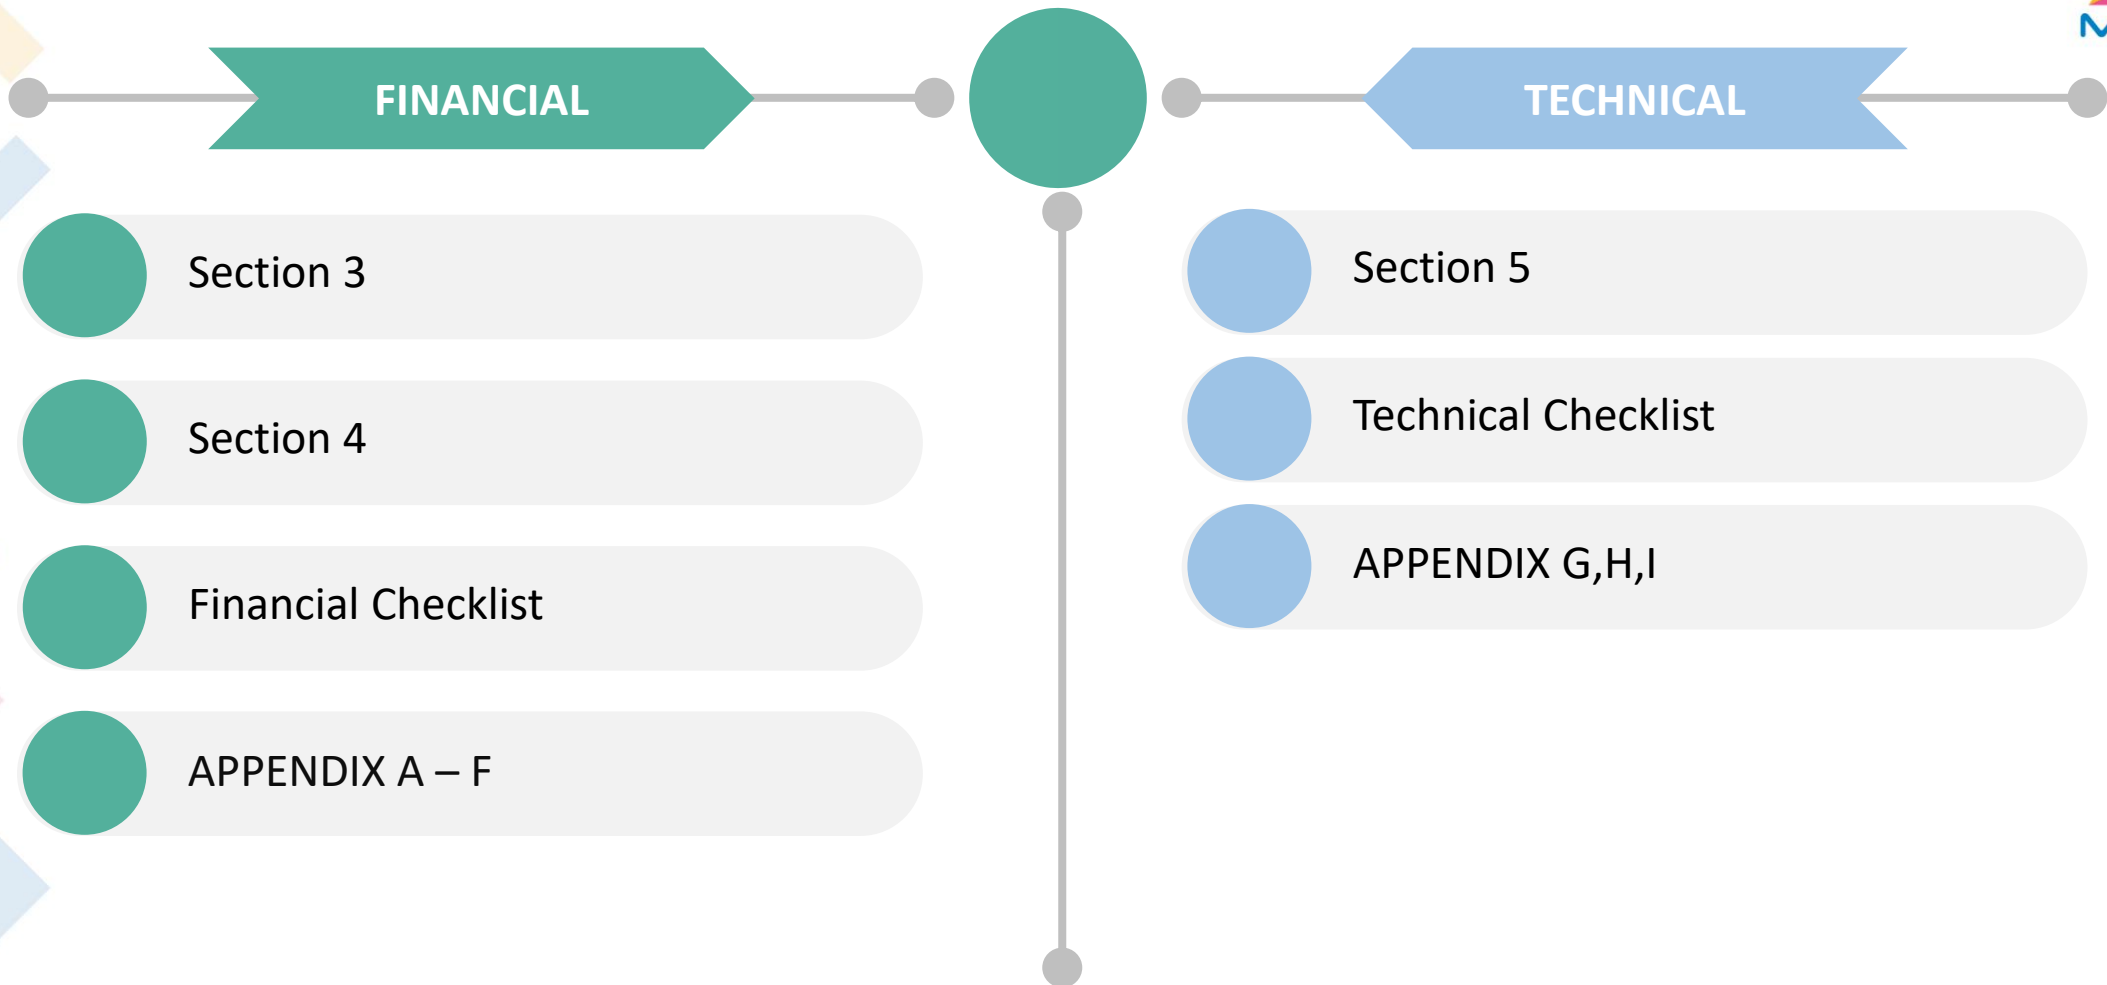 FINANCIAL
Section 3
Section 4
Financial Checklist
APPENDIX A – F
TECHNICAL
Section 5
Technical Checklist
APPENDIX G,H,I